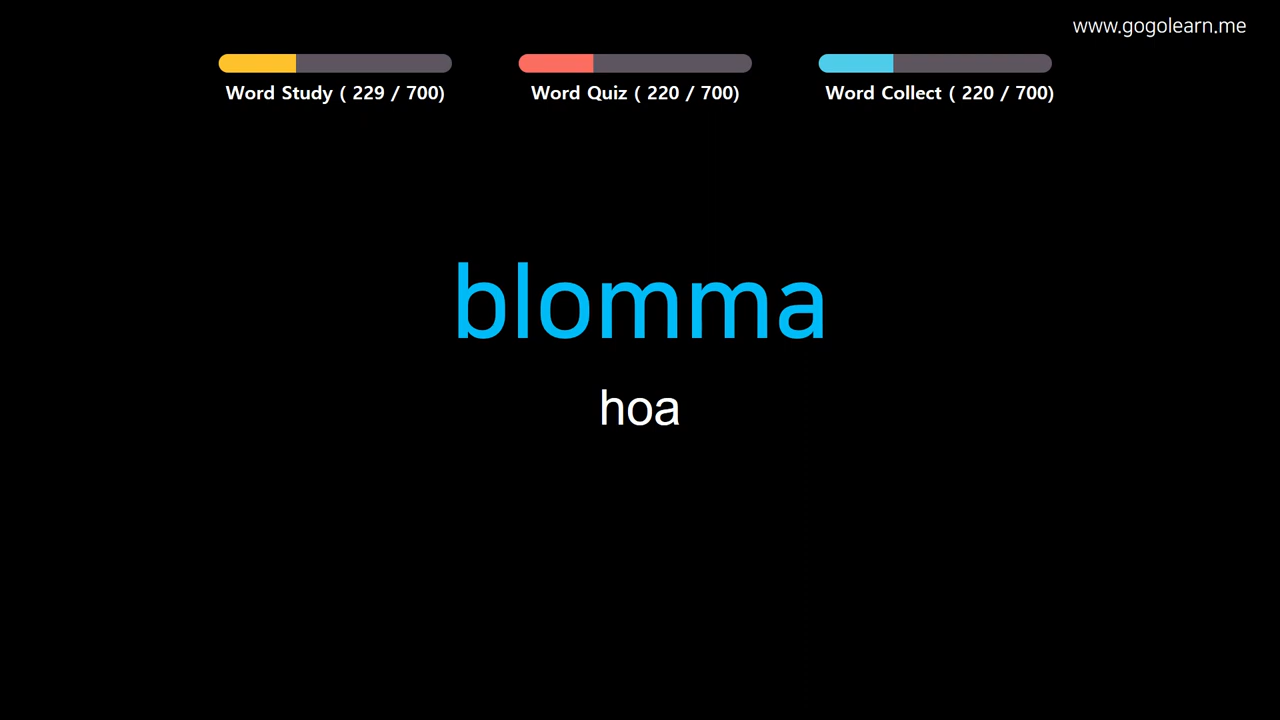 www.gogolearn.me
Word Study ( 229 / 700)
Word Quiz ( 220 / 700)
Word Collect ( 220 / 700)
blomma
hoa